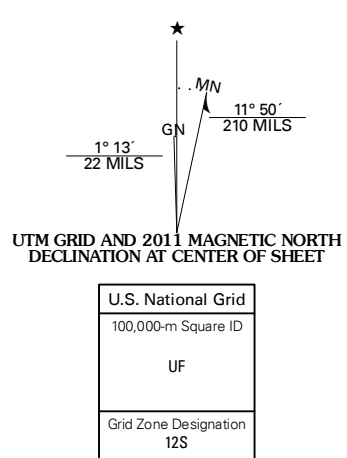 ★
MN
11° 50´
210 MILS
GN
1° 13´
22 MILS
UTM GRID AND 2011 MAGNETIC NORTH
DECLINATION AT CENTER OF SHEET
U.S. National Grid
100,000-m Square ID
UF
Grid Zone Designation
12S